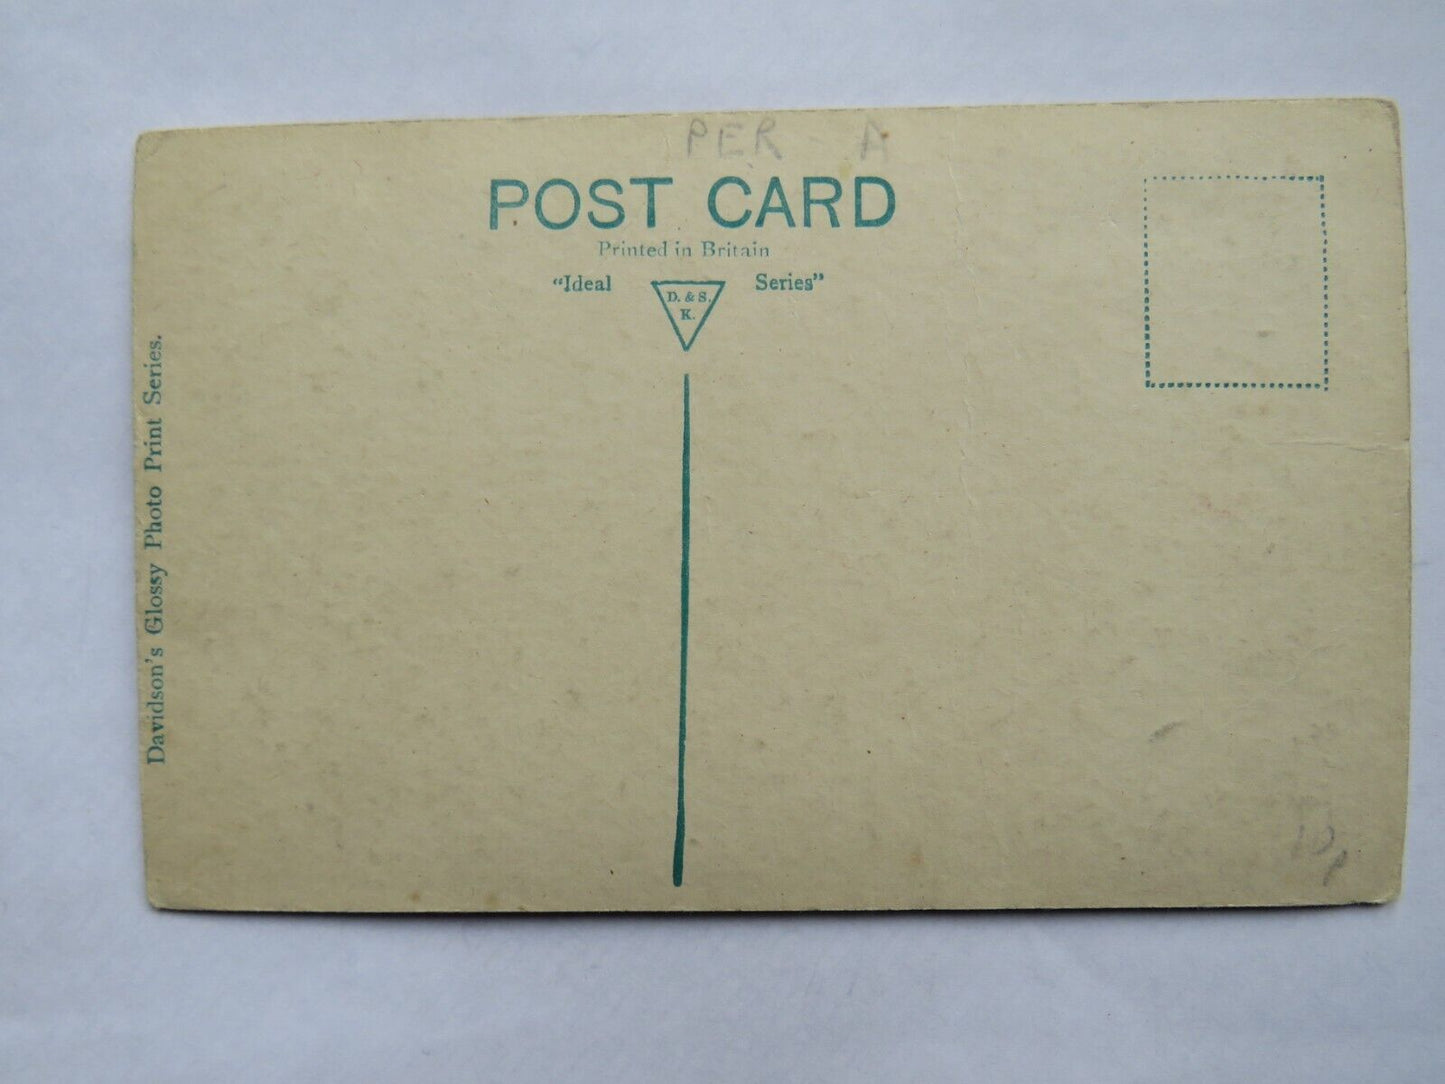 PER - A
POST CARD
Printed in Britain
"Ideal Series"
D. & S.
K.
Davidson's Glossy Photo Print Series.